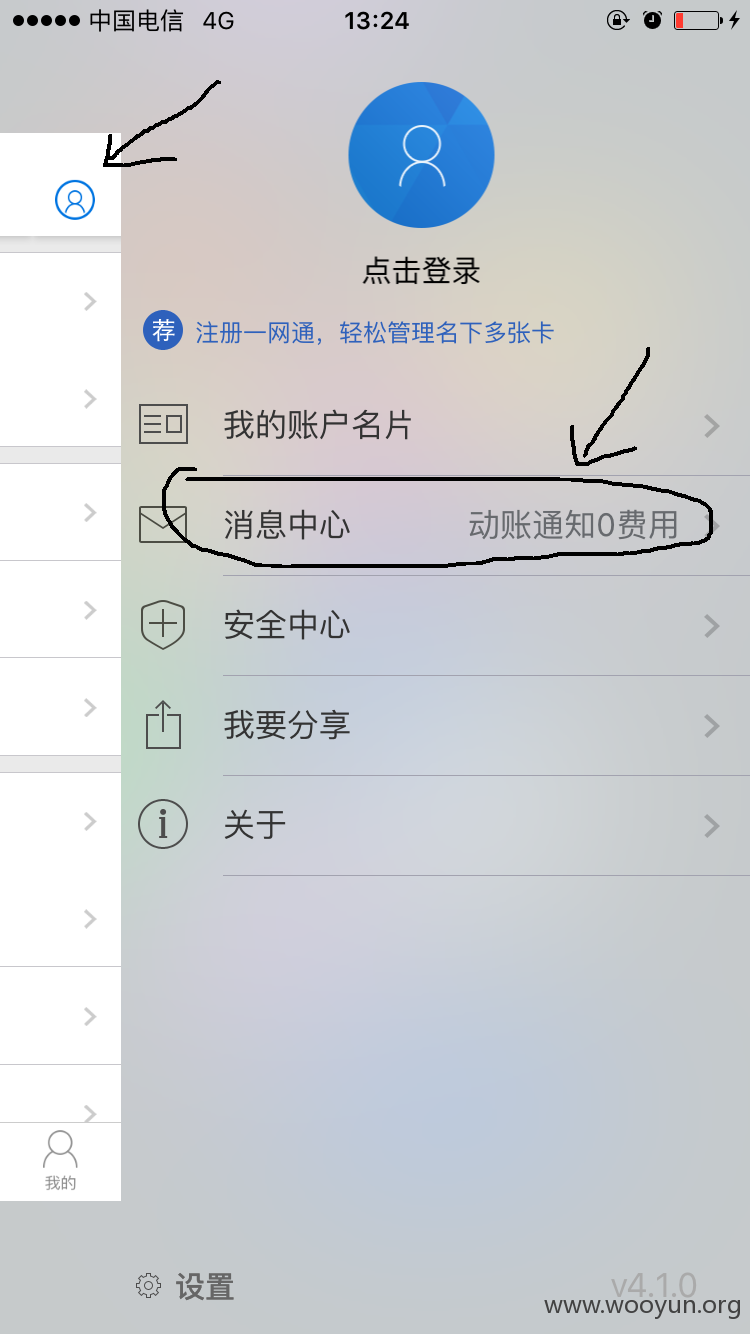 中国电信 4G 13:24
点击登录
荐 注册一网通，轻松管理名下多张卡
我的账户名片
消息中心 动账通知0费用
安全中心
我要分享
关于
我的
设置 v4.1.0
www.wooyun.org